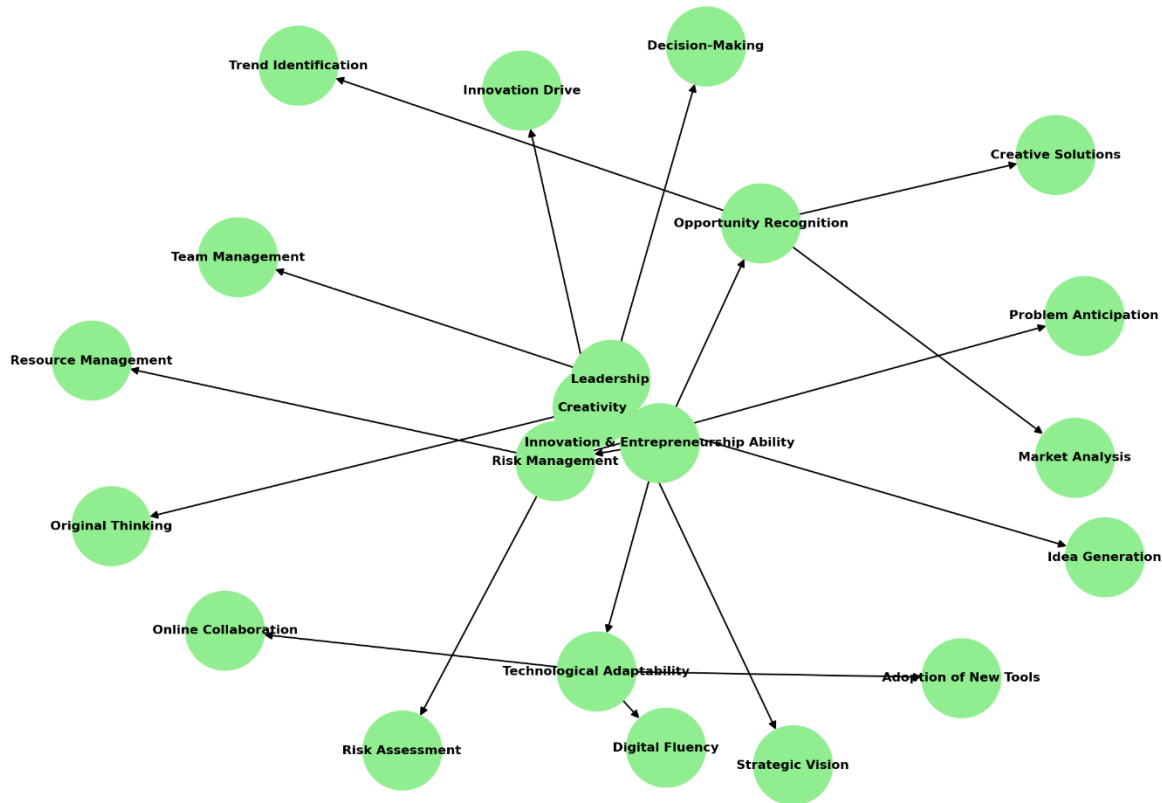 Decision-Making
Trend Identification
Innovation Drive
Creative Solutions
Opportunity Recognition
Team Management
Problem Anticipation
Resource Management
Leadership
Creativity
Innovation & Entrepreneurship Ability
Risk Management
Market Analysis
Original Thinking
Idea Generation
Online Collaboration
Technological Adaptability
Adoption of New Tools
Digital Fluency
Risk Assessment
Strategic Vision